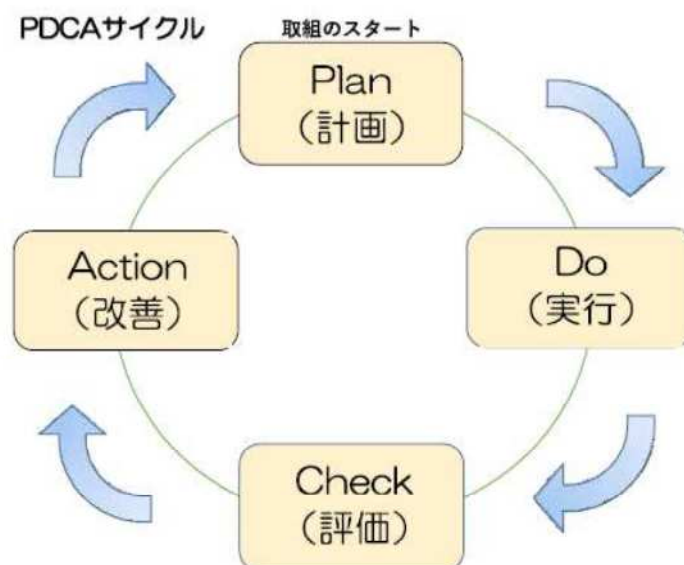 PDCAサイクル
取組のスタート
Plan
（計画）
Do
（実行）
Check
（評価）
Action
（改善）